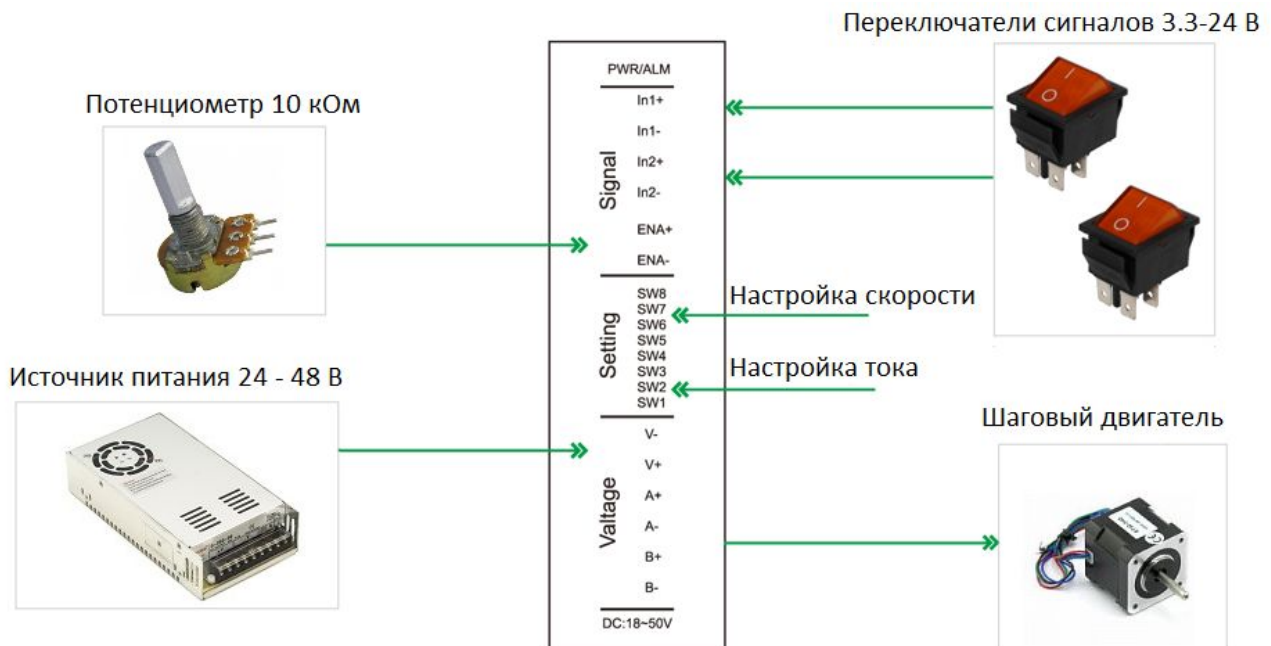 Переключатели сигналов 3.3-24 В
Потенциометр 10 кОм
PWR/ALM
In1+
In1-
In2+
In2-
ENA+
ENA-
Signal
SW8
SW7
SW6
SW5
SW4
SW3
SW2
SW1
Setting
Настройка скорости
Настройка тока
Источник питания 24 - 48 В
V-
V+
A+
A-
B+
B-
Valtage
DC:18~50V
Шаговый двигатель